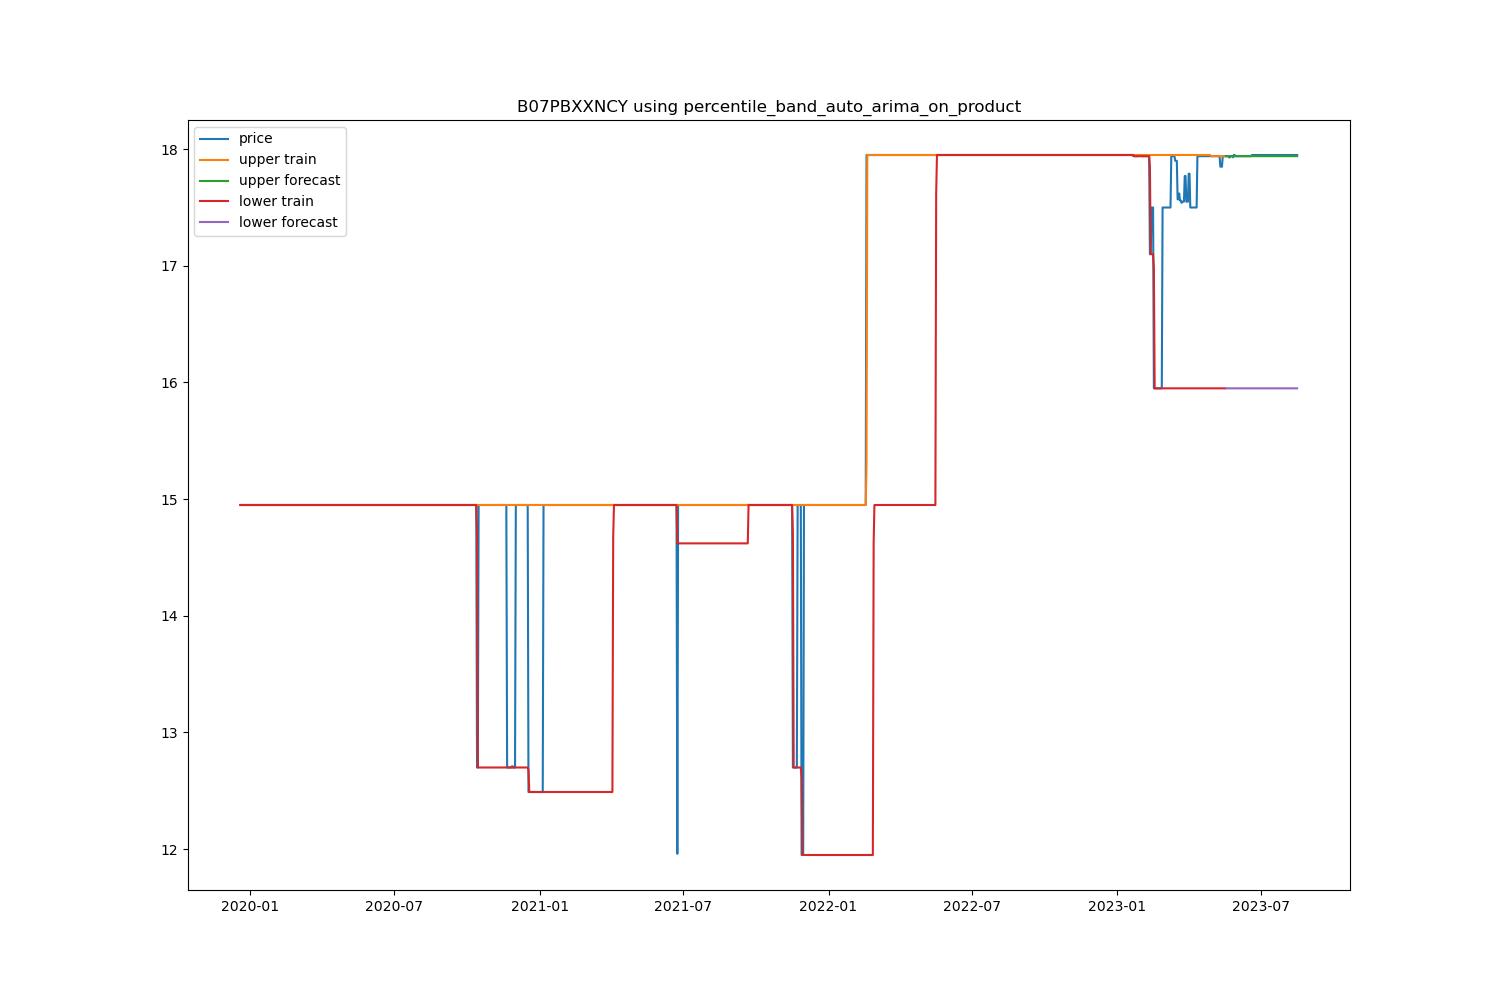 B07PBXXNCY using percentile_band_auto_arima_on_product
price
upper train
upper forecast
lower train
lower forecast
18
17
16
15
14
13
12
2020-01 2020-07 2021-01 2021-07 2022-01 2022-07 2023-01 2023-07